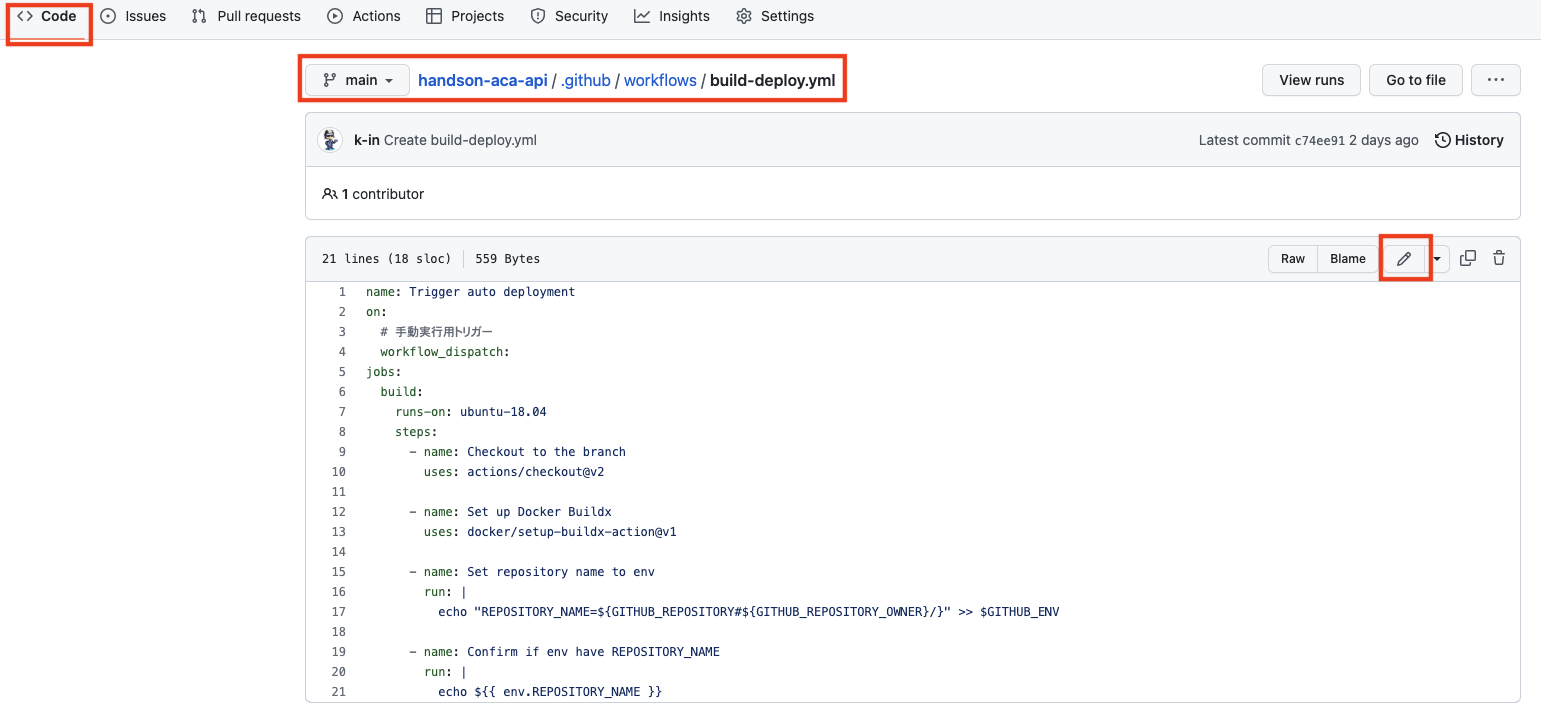 Code Issues Pull requests Actions Projects Security Insights Settings
main handson-aca-api / .github / workflows / build-deploy.yml View runs Go to file ...
k-in Create build-deploy.yml Latest commit c74ee91 2 days ago History
1 contributor
21 lines (18 sloc) 559 Bytes Raw Blame
1 name: Trigger auto deployment
2 on:
3 # 手動実行用トリガー
4 workflow_dispatch:
5 jobs:
6 build:
7 runs-on: ubuntu-18.04
8 steps:
9 - name: Checkout to the branch
10 uses: actions/checkout@v2
11
12 - name: Set up Docker Buildx
13 uses: docker/setup-buildx-action@v1
14
15 - name: Set repository name to env
16 run: |
17 echo "REPOSITORY_NAME=${GITHUB_REPOSITORY#${GITHUB_REPOSITORY_OWNER}/}" >> $GITHUB_ENV
18
19 - name: Confirm if env have REPOSITORY_NAME
20 run: |
21 echo ${{ env.REPOSITORY_NAME }}